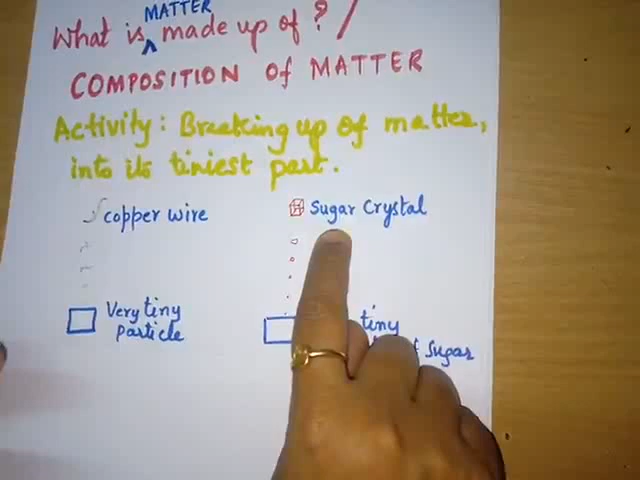 MATTER
What is ^ made up of ? /
COMPOSITION of MATTER
Activity: Breaking up of matter,
into its tiniest part.
copper wire
Sugar Crystal
Very tiny
particle
tiny
Sugar